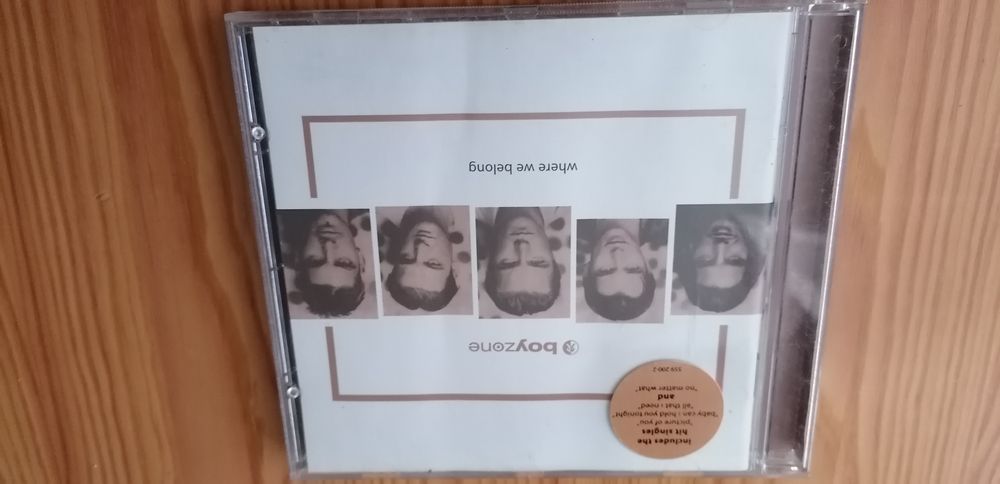 boyzone
where we belong
includes the
hit singles
"picture of you"
"baby can i hold you tonight"
"all that i need"
and
"no matter what"
559 200-2